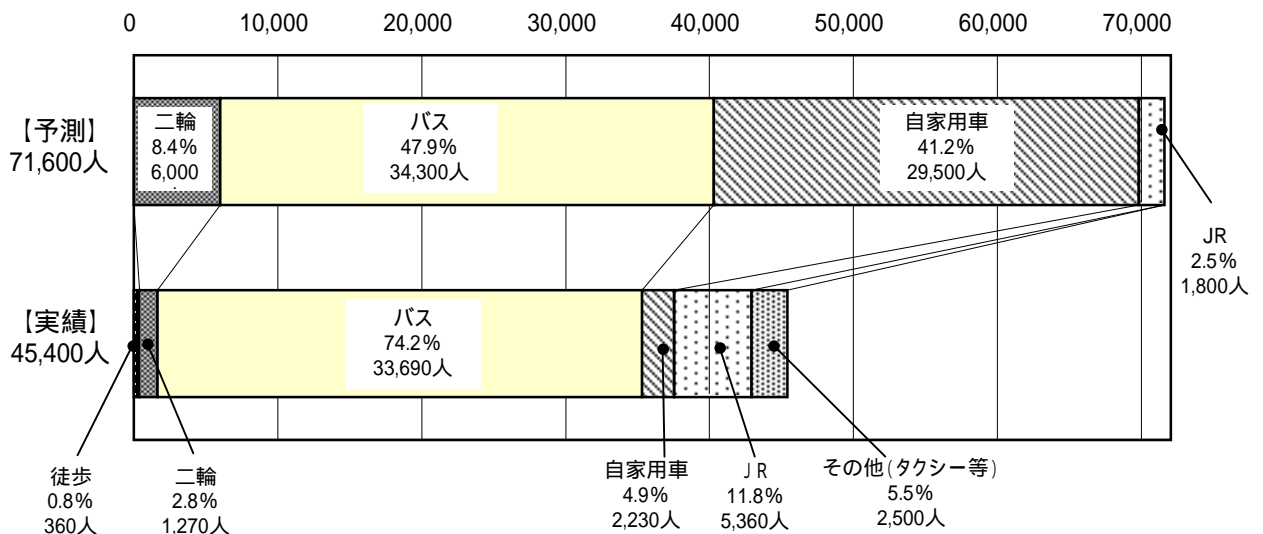 0 10,000 20,000 30,000 40,000 50,000 60,000 70,000
【予測】
71,600人
二輪
8.4%
6,000
バス
47.9%
34,300人
自家用車
41.2%
29,500人
JR
2.5%
1,800人
【実績】
45,400人
バス
74.2%
33,690人
徒歩
0.8%
360人
二輪
2.8%
1,270人
自家用車
4.9%
2,230人
JR
11.8%
5,360人
その他(タクシー等)
5.5%
2,500人